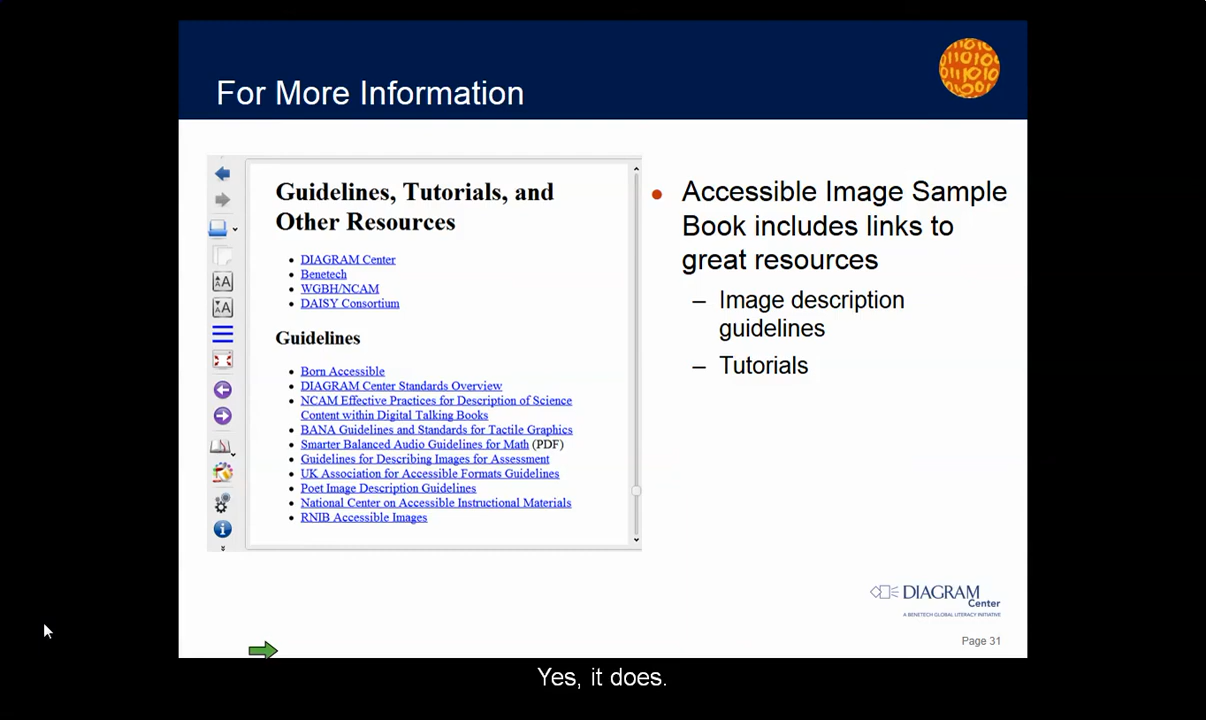 For More Information
Guidelines, Tutorials, and
Other Resources
DIAGRAM Center
Benetech
WGBH/NCAM
DAISY Consortium
Guidelines
Born Accessible
DIAGRAM Center Standards Overview
NCAM Effective Practices for Description of Science
Content within Digital Talking Books
BANA Guidelines and Standards for Tactile Graphics
Smarter Balanced Audio Guidelines for Math (PDF)
Guidelines for Describing Images for Assessment
UK Association for Accessible Formats Guidelines
Poet Image Description Guidelines
National Center on Accessible Instructional Materials
RNIB Accessible Images
• Accessible Image Sample
Book includes links to
great resources
– Image description
guidelines
– Tutorials
DIAGRAM
Center
A BENETECH GLOBAL LITERACY INITIATIVE
Page 31
Yes, it does.